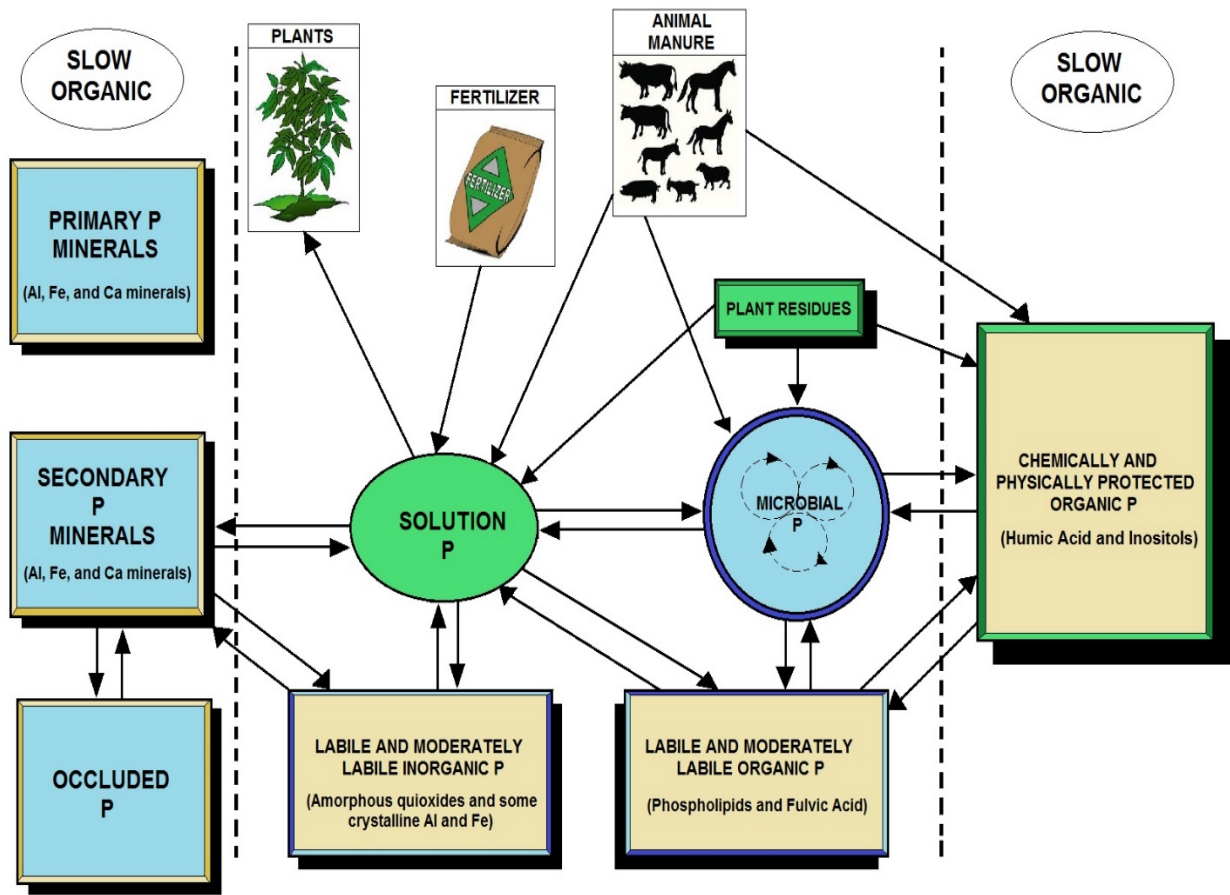 SLOW
ORGANIC
PLANTS
FERTILIZER
FERTILIZER
ANIMAL
MANURE
SLOW
ORGANIC
PRIMARY P
MINERALS
(Al, Fe, and Ca minerals)
PLANT RESIDUES
SECONDARY
P
MINERALS
(Al, Fe, and Ca minerals)
SOLUTION
P
MICROBIAL
P
CHEMICALLY AND
PHYSICALLY PROTECTED
ORGANIC P
(Humic Acid and Inositols)
OCCLUDED
P
LABILE AND MODERATELY
LABILE INORGANIC P
(Amorphous quioxides and some
crystalline Al and Fe)
LABILE AND MODERATELY
LABILE ORGANIC P
(Phospholipids and Fulvic Acid)